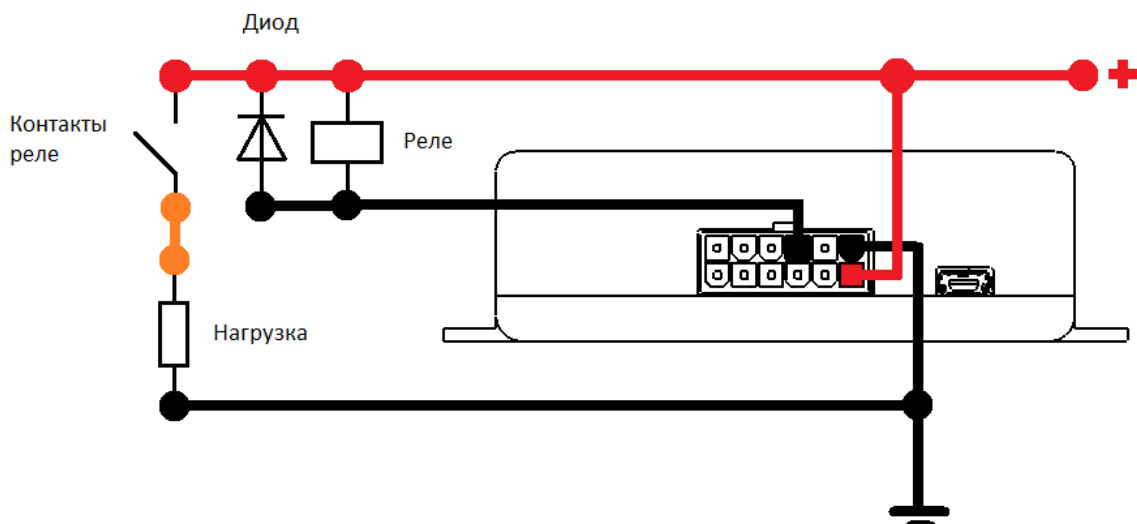 Диод
Контакты
реле
Реле
Нагрузка
+